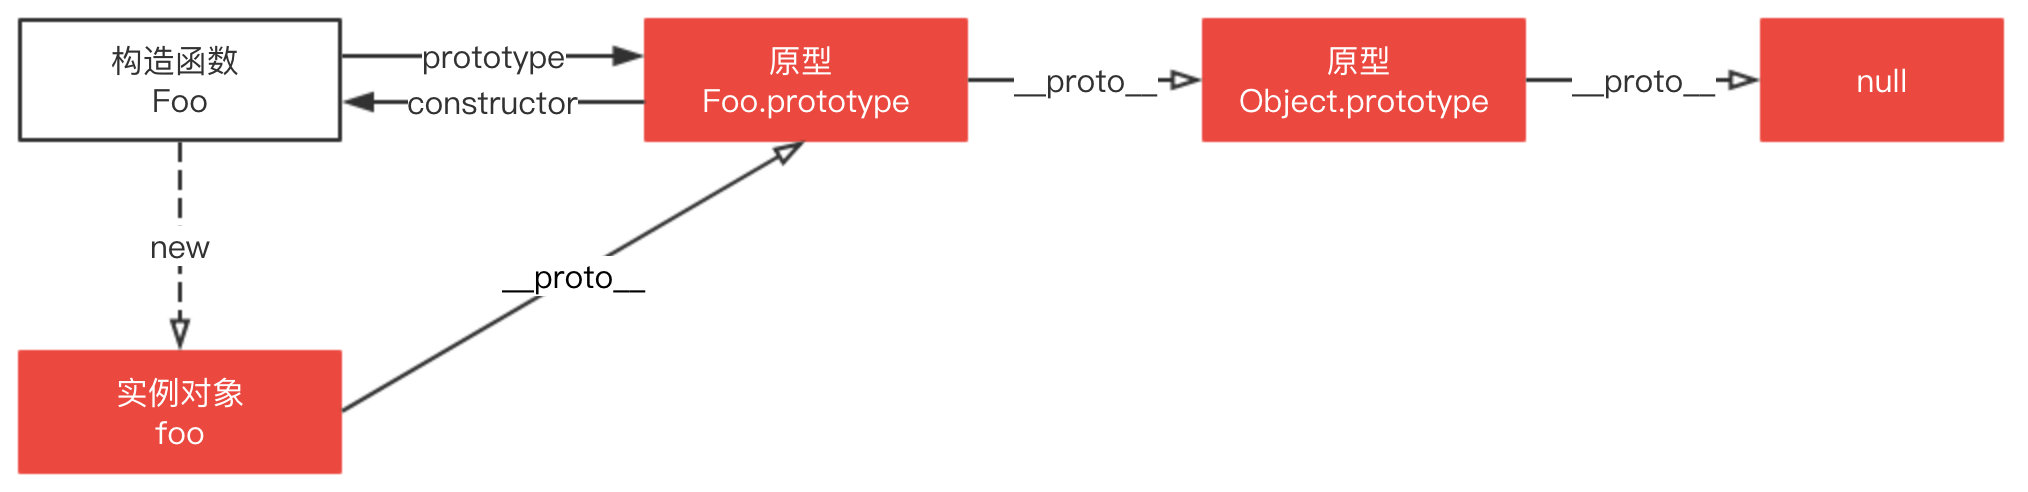 构造函数
Foo
prototype
constructor
原型
Foo.prototype
__proto__
原型
Object.prototype
__proto__
null
new
__proto__
实例对象
foo